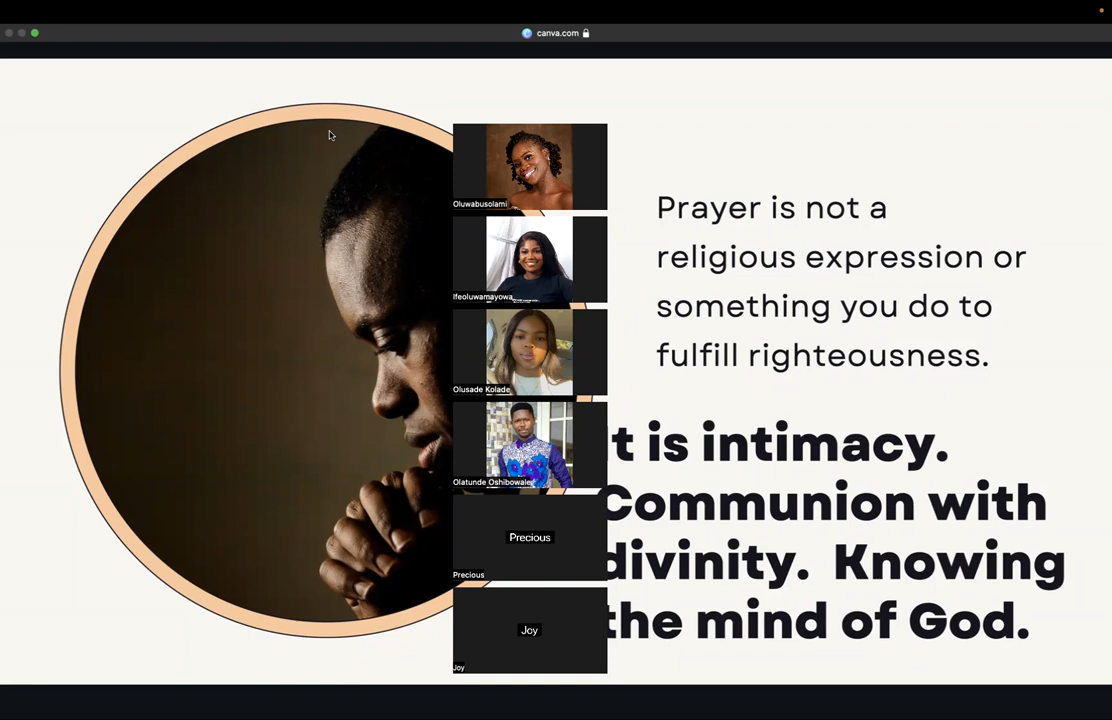 canva.com
Oluwabusolami
Ifeoluwamayowa
Olusade Kolade
Olatunde Oshibowale
Precious
Precious
Joy
Joy
Prayer is not a
religious expression or
something you do to
fulfill righteousness.
t is intimacy.
Communion with
divinity. Knowing
the mind of God.